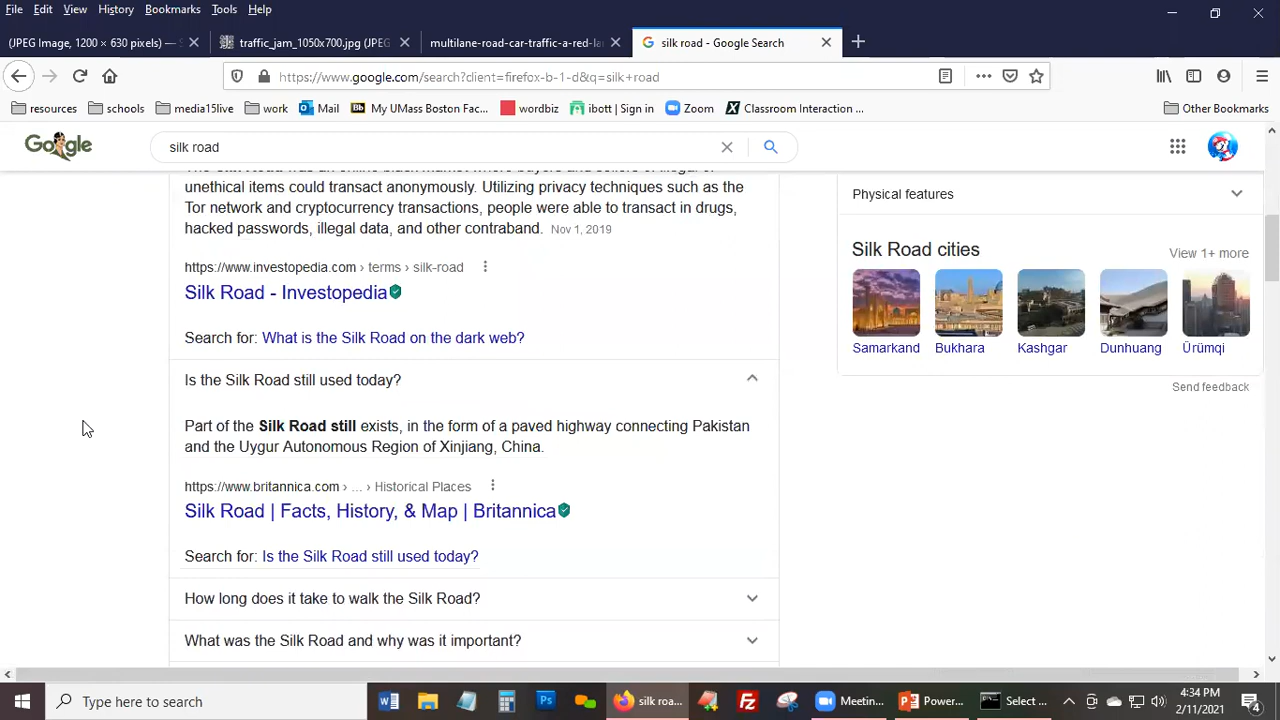 File Edit View History Bookmarks Tools Help
(JPEG Image, 1200 × 630 pixels) — S
traffic_jam_1050x700.jpg (JPEG I
multilane-road-car-traffic-a-red-la
silk road - Google Search
https://www.google.com/search?client=firefox-b-1-d&q=silk+road
resources schools media15live work Mail My UMass Boston Fac... wordbiz ibott | Sign in Zoom Classroom Interaction ... Other Bookmarks
Google
silk road
unethical items could transact anonymously. Utilizing privacy techniques such as the
Tor network and cryptocurrency transactions, people were able to transact in drugs,
hacked passwords, illegal data, and other contraband. Nov 1, 2019
https://www.investopedia.com › terms › silk-road
Silk Road - Investopedia
Search for: What is the Silk Road on the dark web?
Is the Silk Road still used today?
Part of the Silk Road still exists, in the form of a paved highway connecting Pakistan
and the Uygur Autonomous Region of Xinjiang, China.
https://www.britannica.com › ... › Historical Places
Silk Road | Facts, History, & Map | Britannica
Search for: Is the Silk Road still used today?
How long does it take to walk the Silk Road?
What was the Silk Road and why was it important?
Physical features
Silk Road cities
View 1+ more
Samarkand Bukhara Kashgar Dunhuang Ürümqi
Send feedback
Type here to search
silk roa...
Meetin...
Power...
Select ...
4:34 PM
2/11/2021
4